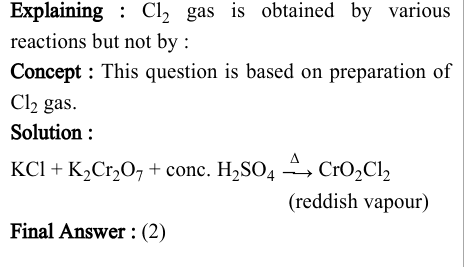 Explaining : Cl₂ gas is obtained by various
reactions but not by :
Concept : This question is based on preparation of
Cl₂ gas.
Solution :
KCl + K₂Cr₂O₇ + conc. H₂SO₄ —Δ→ CrO₂Cl₂
(reddish vapour)
Final Answer : (2)